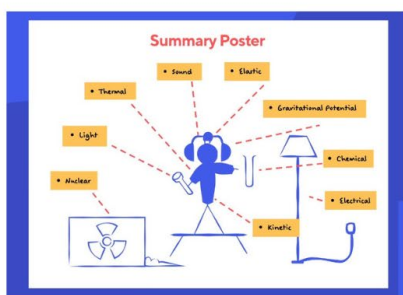 Summary Poster
• Sound
• Elastic
• Thermal
• Gravitational Potential
• Light
• Chemical
• Nuclear
• Electrical
• Kinetic